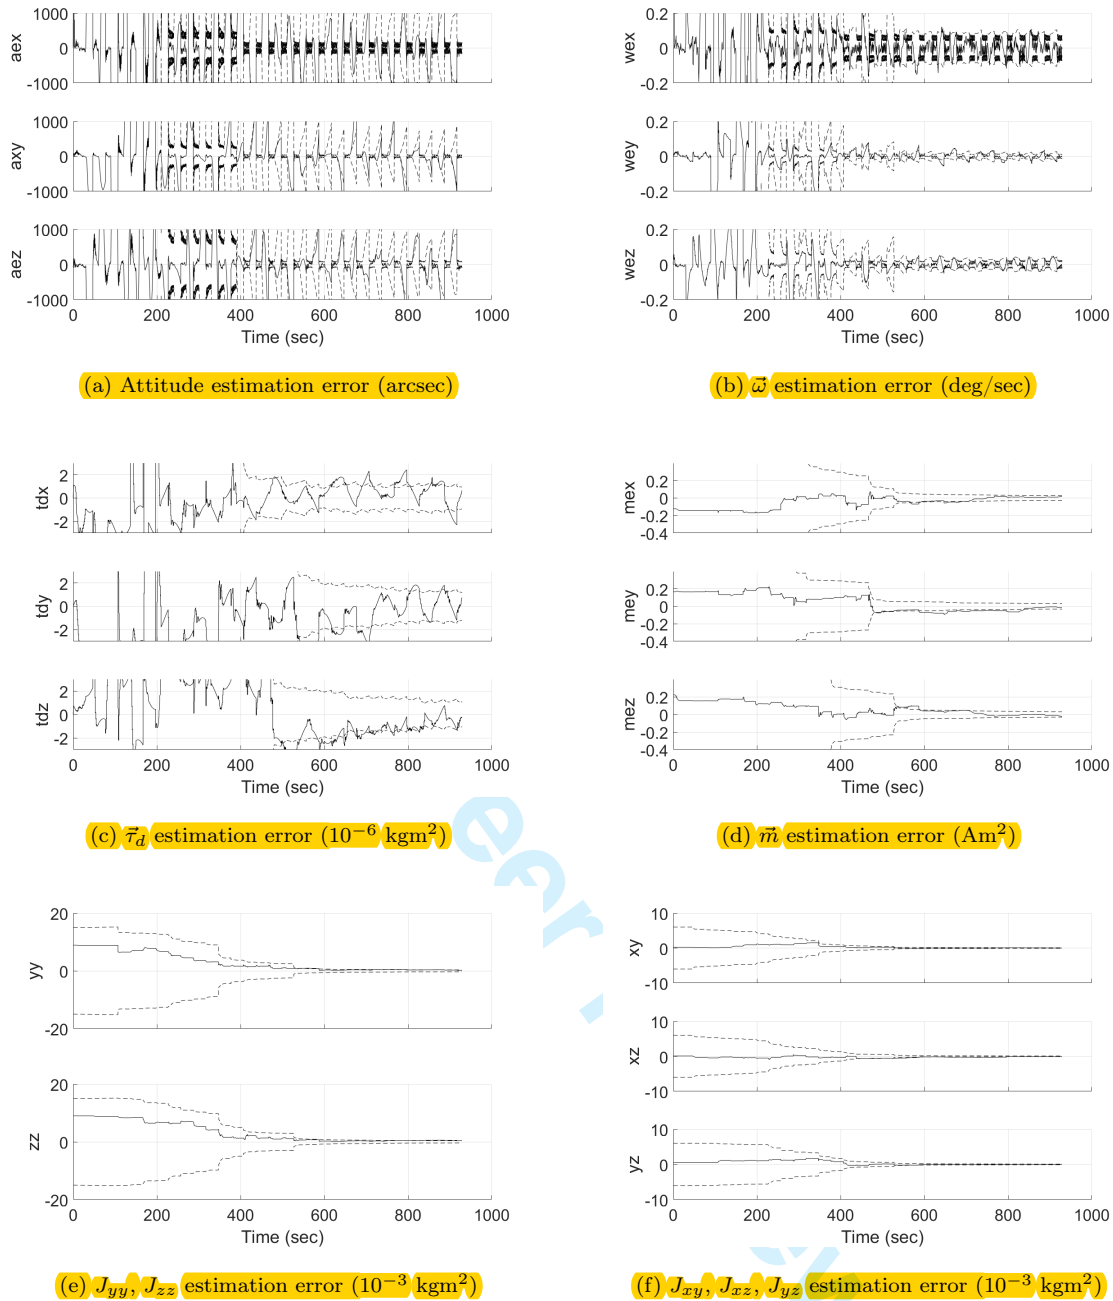 aex
1000
0
-1000
axy
1000
0
-1000
aez
1000
0
-1000
0 200 400 600 800 1000
Time (sec)
(a) Attitude estimation error (arcsec)
wex
0.2
0
-0.2
wey
0.2
0
-0.2
wez
0.2
0
-0.2
0 200 400 600 800 1000
Time (sec)
(b) ω⃗ estimation error (deg/sec)
tdx
2
0
-2
tdy
2
0
-2
tdz
2
0
-2
0 200 400 600 800 1000
Time (sec)
(c) τ⃗_d estimation error (10⁻⁶ kgm²)
mex
0.2
0
-0.2
-0.4
mey
0.2
0
-0.2
-0.4
mez
0.2
0
-0.2
-0.4
0 200 400 600 800 1000
Time (sec)
(d) m⃗ estimation error (Am²)
yy
20
0
-20
zz
20
0
-20
0 200 400 600 800 1000
Time (sec)
(e) J_yy, J_zz estimation error (10⁻³ kgm²)
xy
10
0
-10
xz
10
0
-10
yz
10
0
-10
0 200 400 600 800 1000
Time (sec)
(f) J_xy, J_xz, J_yz estimation error (10⁻³ kgm²)